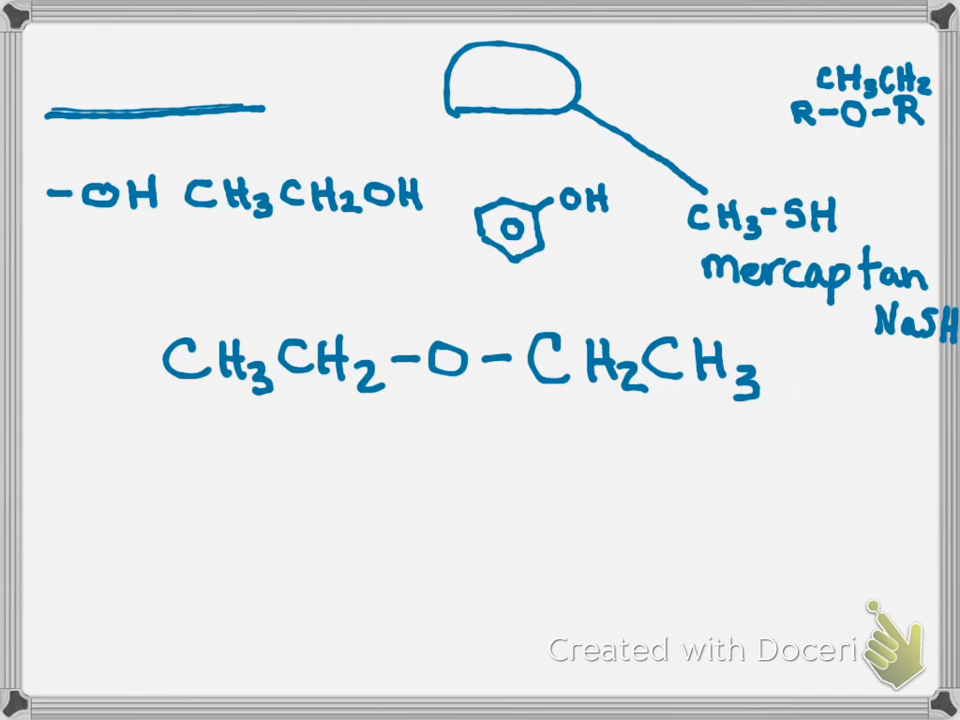 CH3CH2
R-O-R
-OH CH3CH2OH
OH
CH3-SH
mercaptan
NaSH
CH3CH2-O-CH2CH3
Created with Doceri